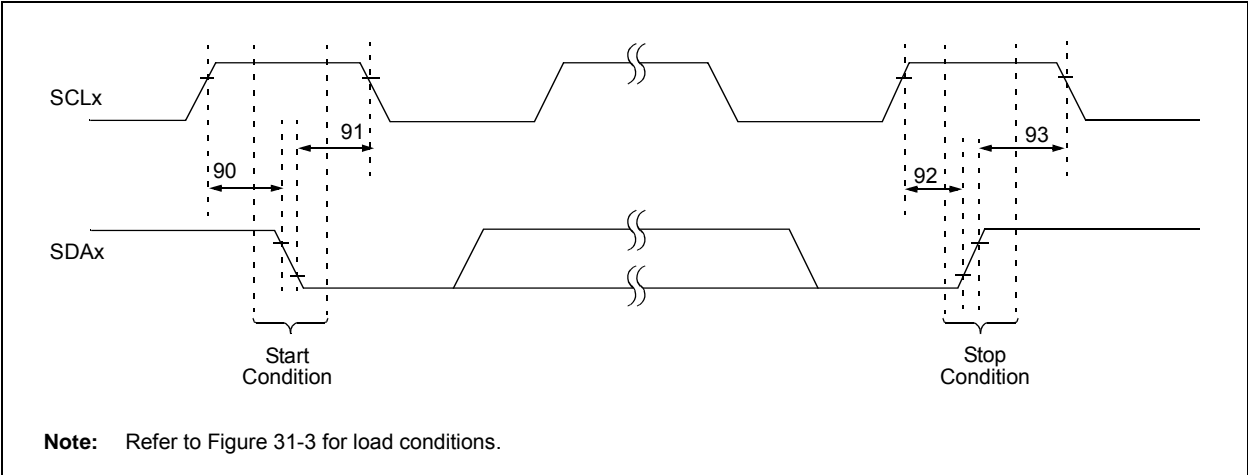 SCLx
91
93
90
92
SDAx
Start
Condition
Stop
Condition
Note: Refer to Figure 31-3 for load conditions.